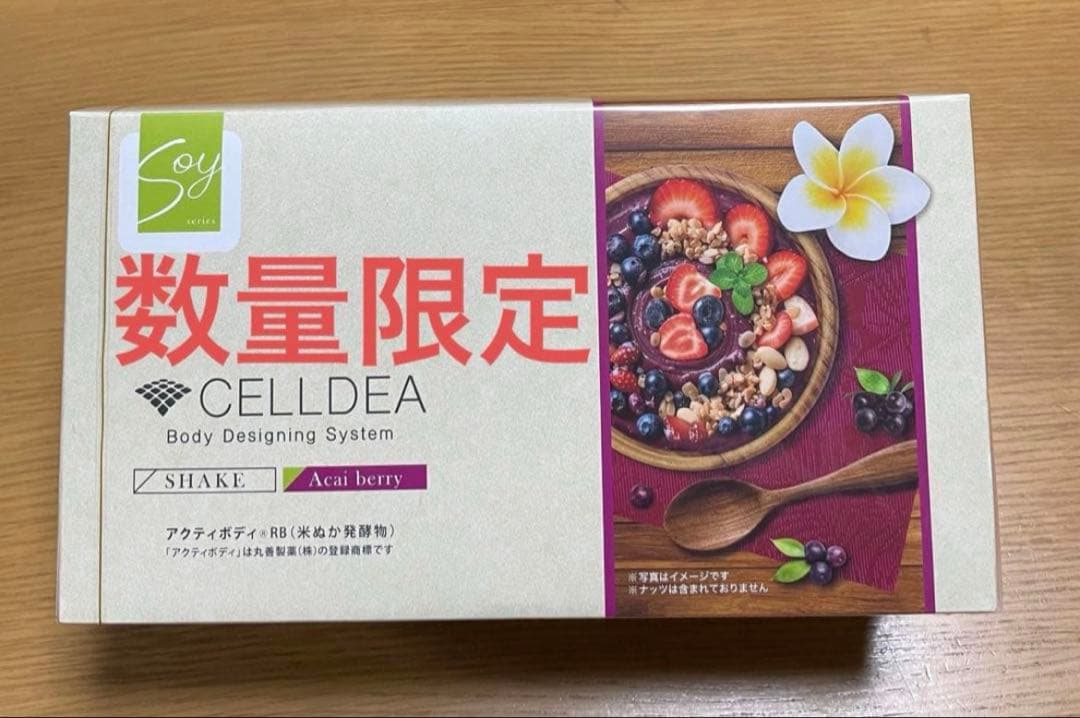 Soy
series
数量限定
CELLDEA
Body Designing System
SHAKE
Acai berry
アクティボディ®RB(米ぬか発酵物)
「アクティボディ」は丸善製薬(株)の登録商標です
※写真はイメージです
※ナッツは含まれておりません